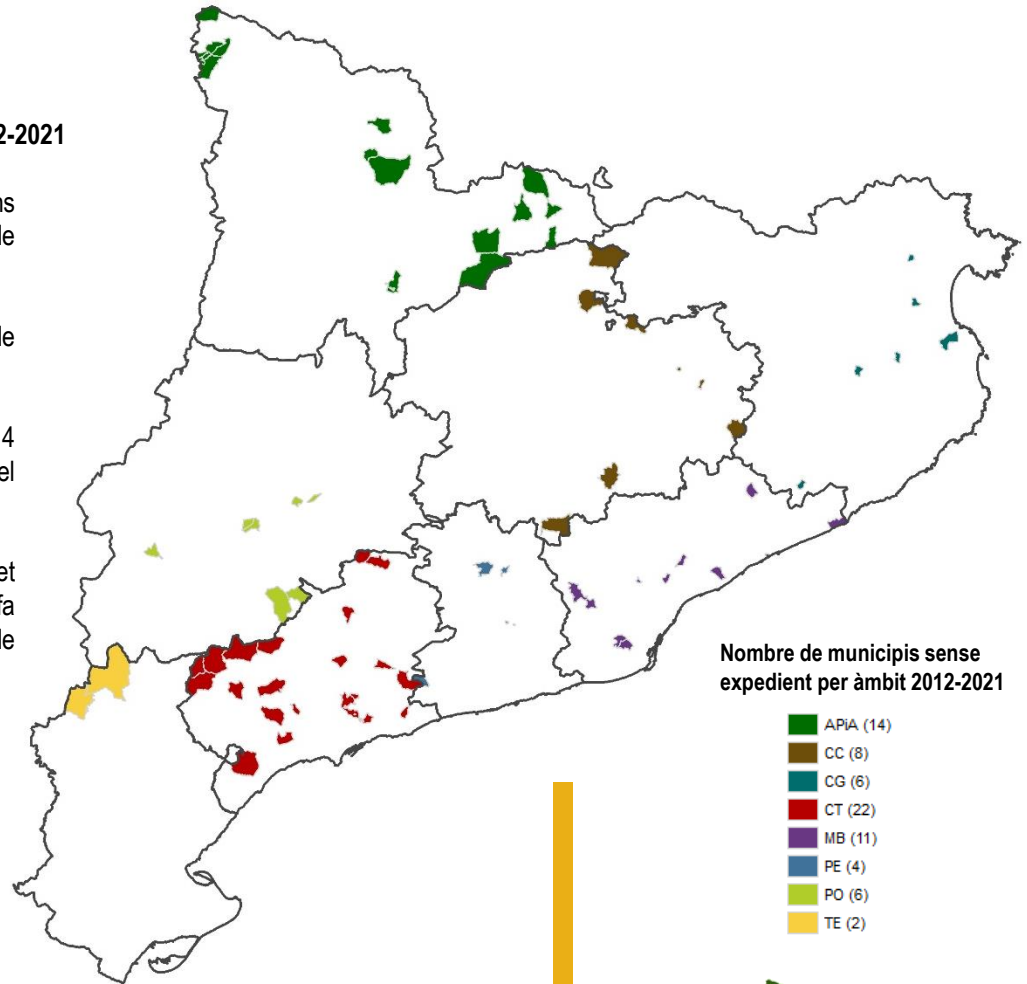 2-2021
ns
de
de
4
el
et
fa
de
Nombre de municipis sense
expedient per àmbit 2012-2021
APiA (14)
CC (8)
CG (6)
CT (22)
MB (11)
PE (4)
PO (6)
TE (2)